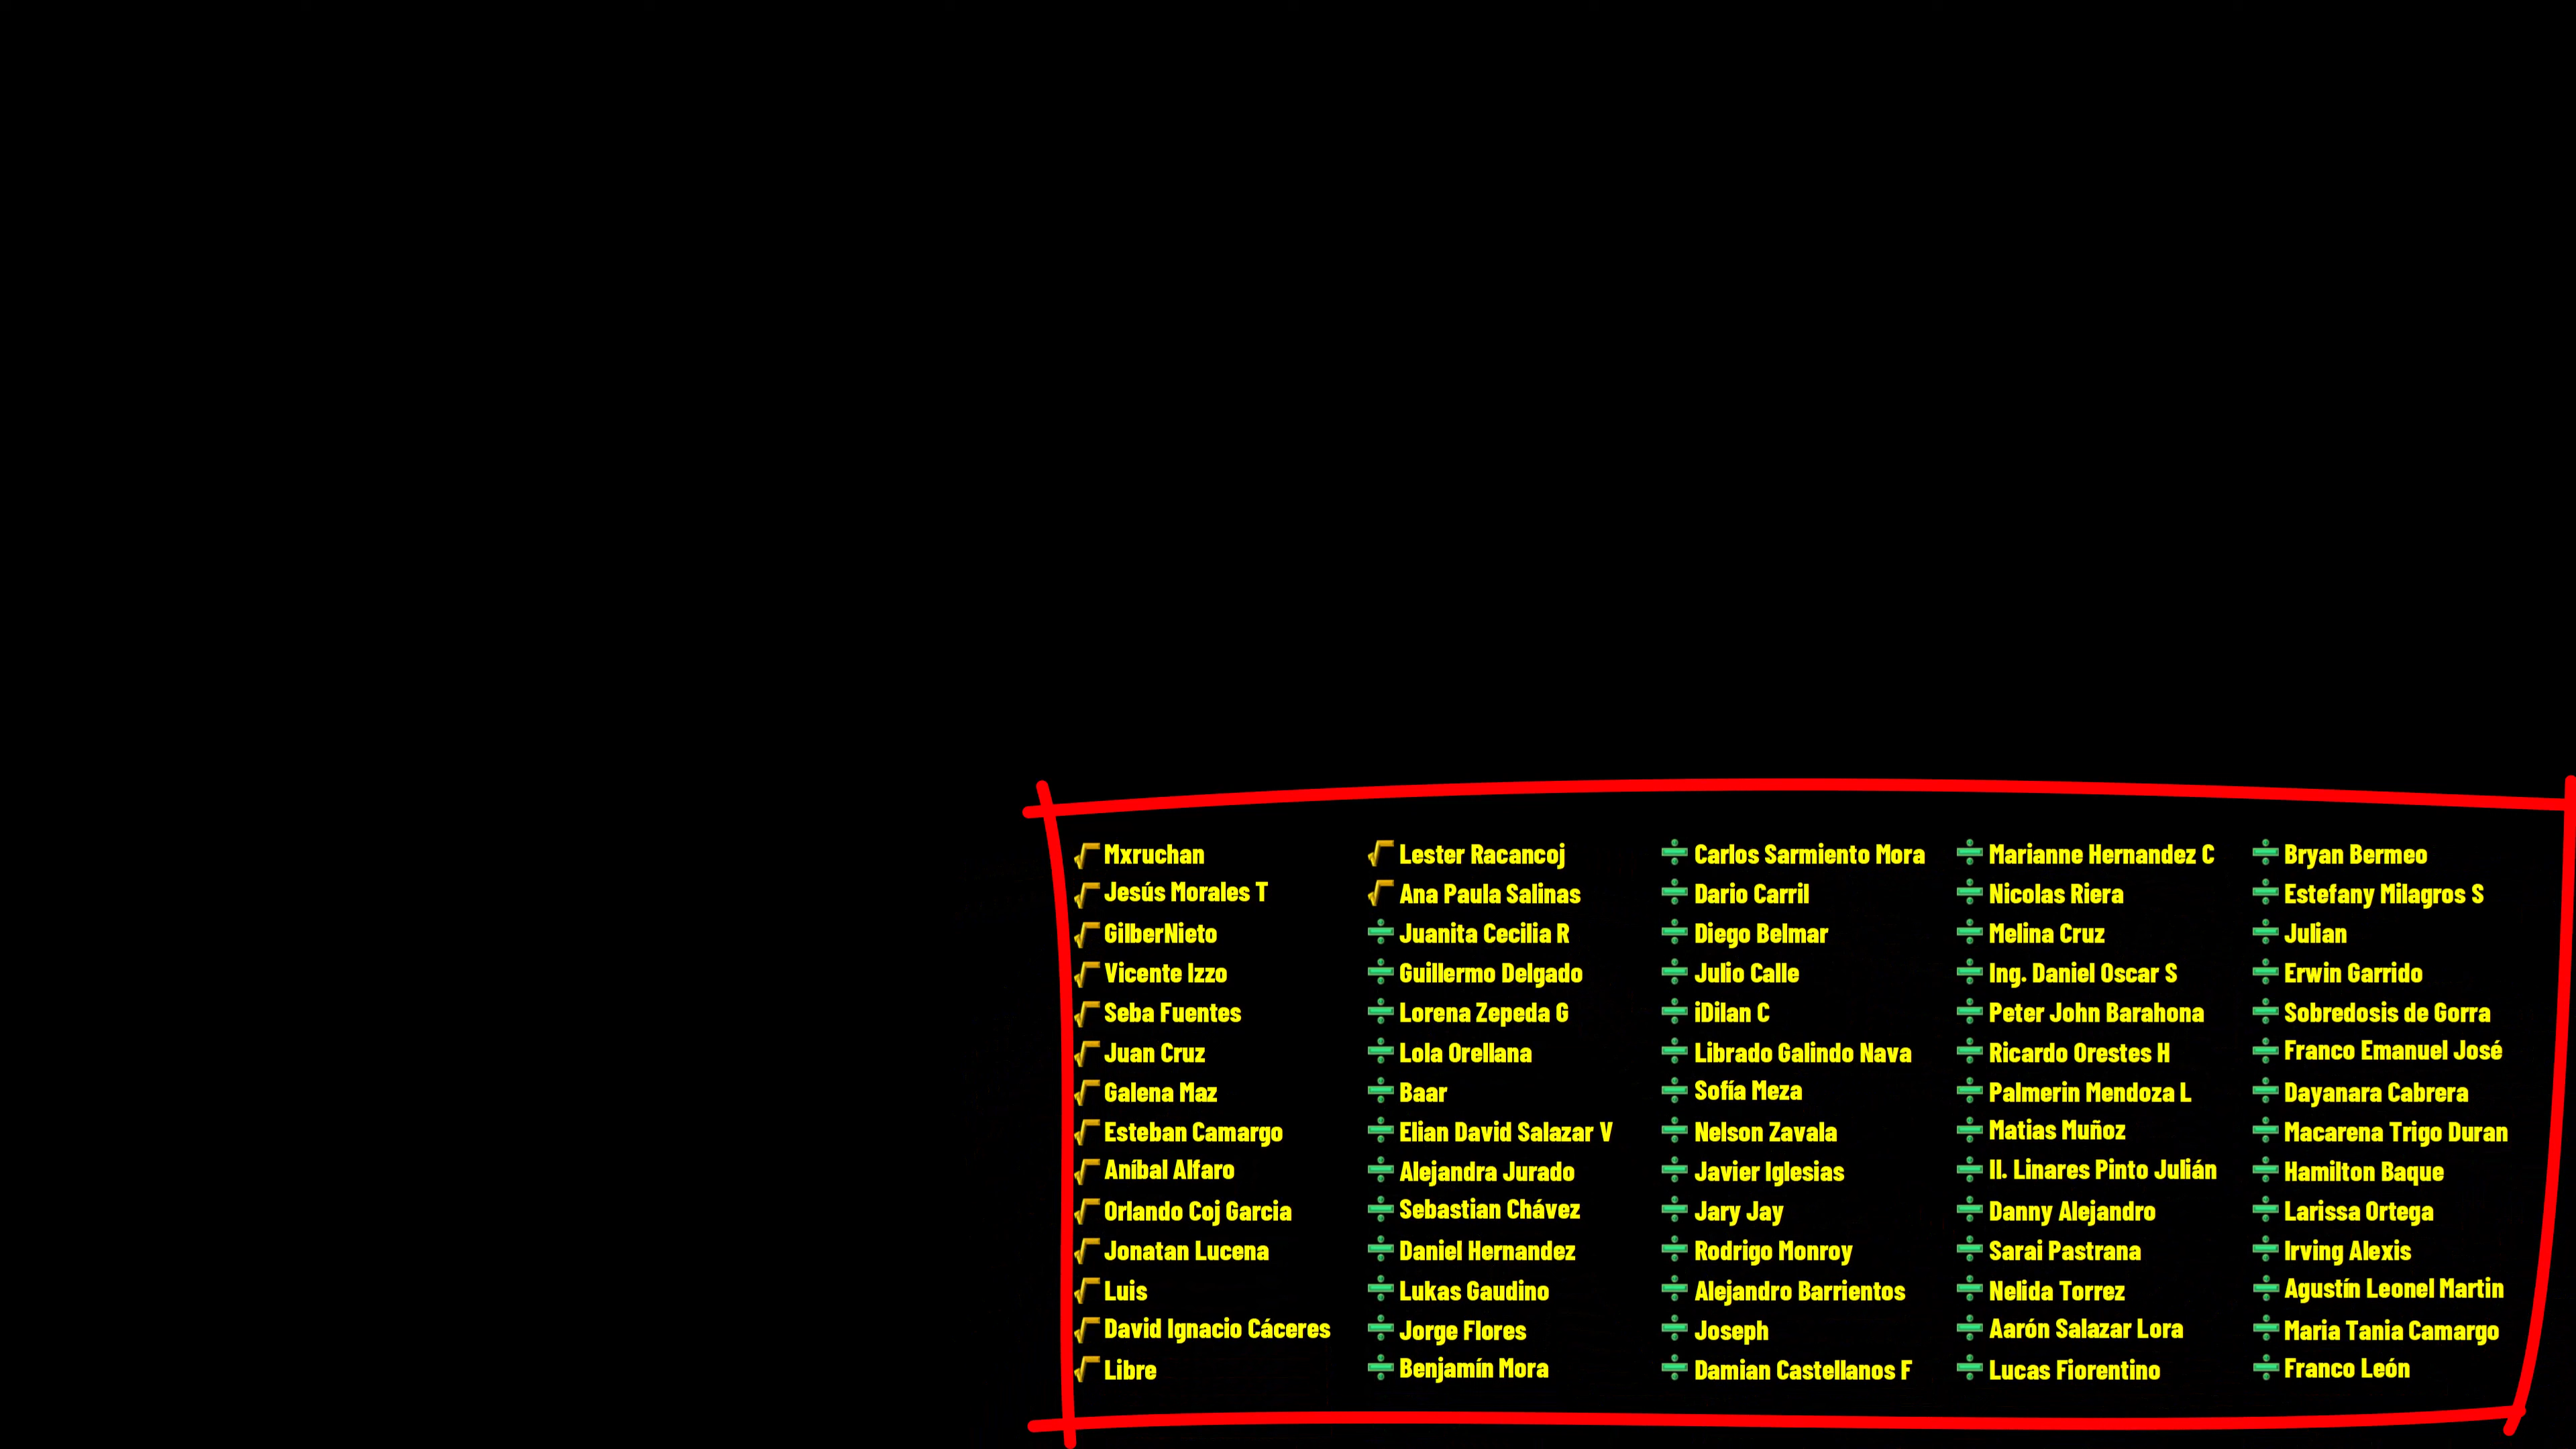 Mxruchan
Jesús Morales T
GilberNieto
Vicente Izzo
Seba Fuentes
Juan Cruz
Galena Maz
Esteban Camargo
Aníbal Alfaro
Orlando Coj Garcia
Jonatan Lucena
Luis
David Ignacio Cáceres
Libre
Lester Racancoj
Ana Paula Salinas
Juanita Cecilia R
Guillermo Delgado
Lorena Zepeda G
Lola Orellana
Baar
Elian David Salazar V
Alejandra Jurado
Sebastian Chávez
Daniel Hernandez
Lukas Gaudino
Jorge Flores
Benjamín Mora
Carlos Sarmiento Mora
Dario Carril
Diego Belmar
Julio Calle
iDilan C
Librado Galindo Nava
Sofía Meza
Nelson Zavala
Javier Iglesias
Jary Jay
Rodrigo Monroy
Alejandro Barrientos
Joseph
Damian Castellanos F
Marianne Hernandez C
Nicolas Riera
Melina Cruz
Ing. Daniel Oscar S
Peter John Barahona
Ricardo Orestes H
Palmerin Mendoza L
Matias Muñoz
II. Linares Pinto Julián
Danny Alejandro
Sarai Pastrana
Nelida Torrez
Aarón Salazar Lora
Lucas Fiorentino
Bryan Bermeo
Estefany Milagros S
Julian
Erwin Garrido
Sobredosis de Gorra
Franco Emanuel José
Dayanara Cabrera
Macarena Trigo Duran
Hamilton Baque
Larissa Ortega
Irving Alexis
Agustín Leonel Martin
Maria Tania Camargo
Franco León